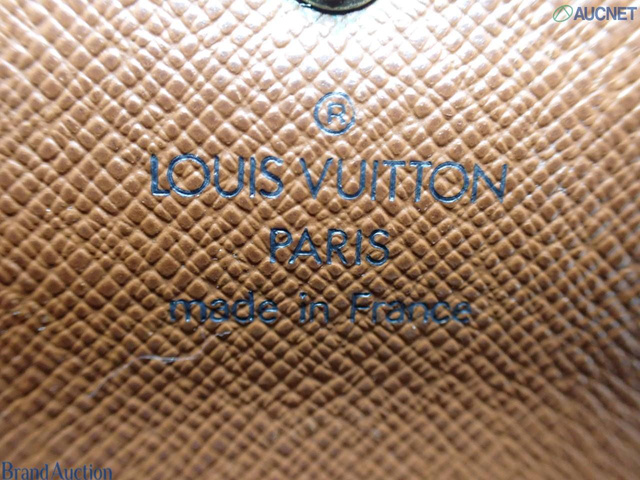 AUCNET
®
LOUIS VUITTON
PARIS
made in France
Brand Auction